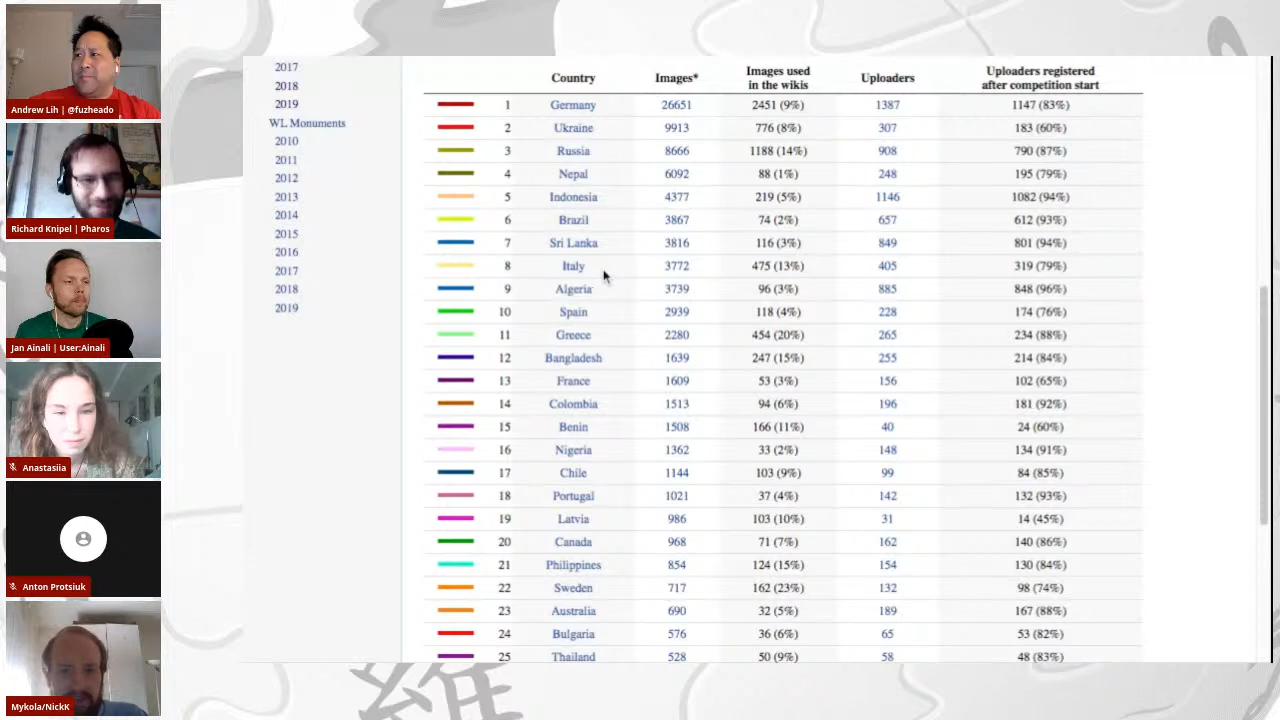 Andrew Lih | @fuzheado
Richard Knipel | Pharos
Jan Ainali | User:Ainali
Anastasiia
Anton Protsiuk
Mykola/NickK
2017
2018
2019
WL Monuments
2010
2011
2012
2013
2014
2015
2016
2017
2018
2019
Country Images* Images used in the wikis Uploaders Uploaders registered after competition start
1 Germany 26651 2451 (9%) 1387 1147 (83%)
2 Ukraine 9913 776 (8%) 307 183 (60%)
3 Russia 8666 1188 (14%) 908 790 (87%)
4 Nepal 6092 88 (1%) 248 195 (79%)
5 Indonesia 4377 219 (5%) 1146 1082 (94%)
6 Brazil 3867 74 (2%) 657 612 (93%)
7 Sri Lanka 3816 116 (3%) 849 801 (94%)
8 Italy 3772 475 (13%) 405 319 (79%)
9 Algeria 3739 96 (3%) 885 848 (96%)
10 Spain 2939 118 (4%) 228 174 (76%)
11 Greece 2280 454 (20%) 265 234 (88%)
12 Bangladesh 1639 247 (15%) 255 214 (84%)
13 France 1609 53 (3%) 156 102 (65%)
14 Colombia 1513 94 (6%) 196 181 (92%)
15 Benin 1508 166 (11%) 40 24 (60%)
16 Nigeria 1362 33 (2%) 148 134 (91%)
17 Chile 1144 103 (9%) 99 84 (85%)
18 Portugal 1021 37 (4%) 142 132 (93%)
19 Latvia 986 103 (10%) 31 14 (45%)
20 Canada 968 71 (7%) 162 140 (86%)
21 Philippines 854 124 (15%) 154 130 (84%)
22 Sweden 717 162 (23%) 132 98 (74%)
23 Australia 690 32 (5%) 189 167 (88%)
24 Bulgaria 576 36 (6%) 65 53 (82%)
25 Thailand 528 50 (9%) 58 48 (83%)
維